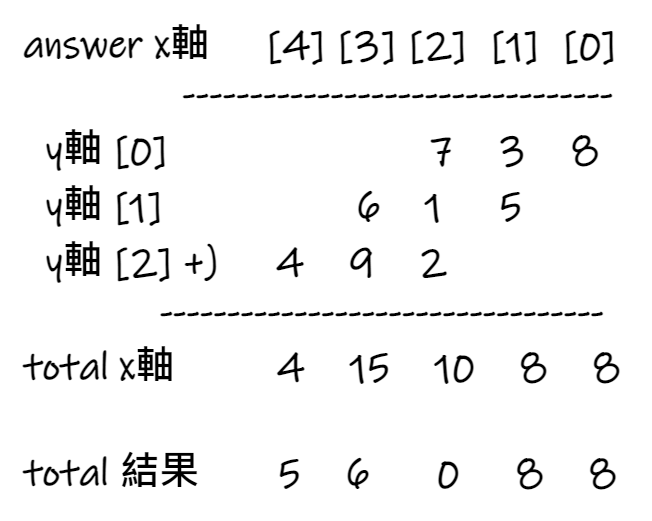 answer x軸 [4] [3] [2] [1] [0]
--------------------------------
y軸 [0] 7 3 8
y軸 [1] 6 1 5
y軸 [2] +) 4 9 2
---------------------------------
total x軸 4 15 10 8 8
total 結果 5 6 0 8 8